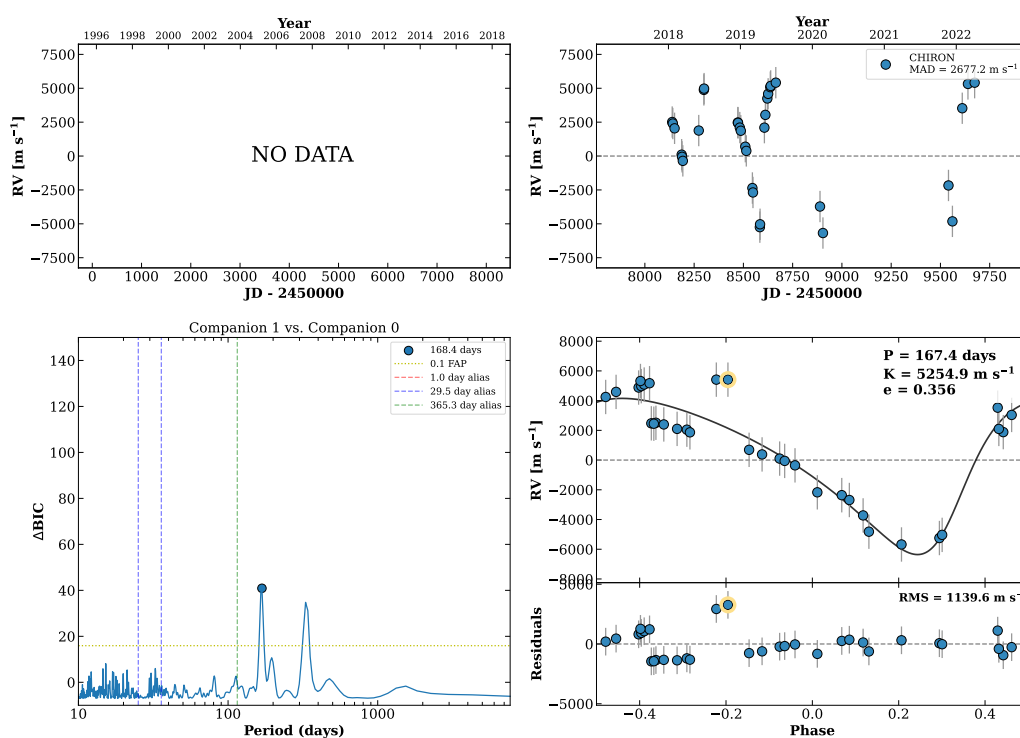 Year
1996 1998 2000 2002 2004 2006 2008 2010 2012 2014 2016 2018
7500
5000
2500
0
−2500
−5000
−7500
RV [m s⁻¹]
NO DATA
0 1000 2000 3000 4000 5000 6000 7000 8000
JD - 2450000
Year
2018 2019 2020 2021 2022
7500
5000
2500
0
−2500
−5000
−7500
RV [m s⁻¹]
CHIRON
MAD = 2677.2 m s⁻¹
8000 8500 9000 9500
JD - 2450000
Companion 1 vs. Companion 0
140
120
100
80
60
40
20
0
ΔBIC
168.4 days
0.1 FAP
1.0 day alias
29.5 day alias
365.3 day alias
10 100 1000
Period (days)
8000
6000
4000
2000
0
−2000
−4000
−6000
−8000
RV [m s⁻¹]
P = 167.4 days
K = 5254.9 m s⁻¹
e = 0.356
5000
0
−5000
Residuals
RMS = 1139.6 m s⁻¹
−0.4 −0.2 0.0 0.2 0.4
Phase